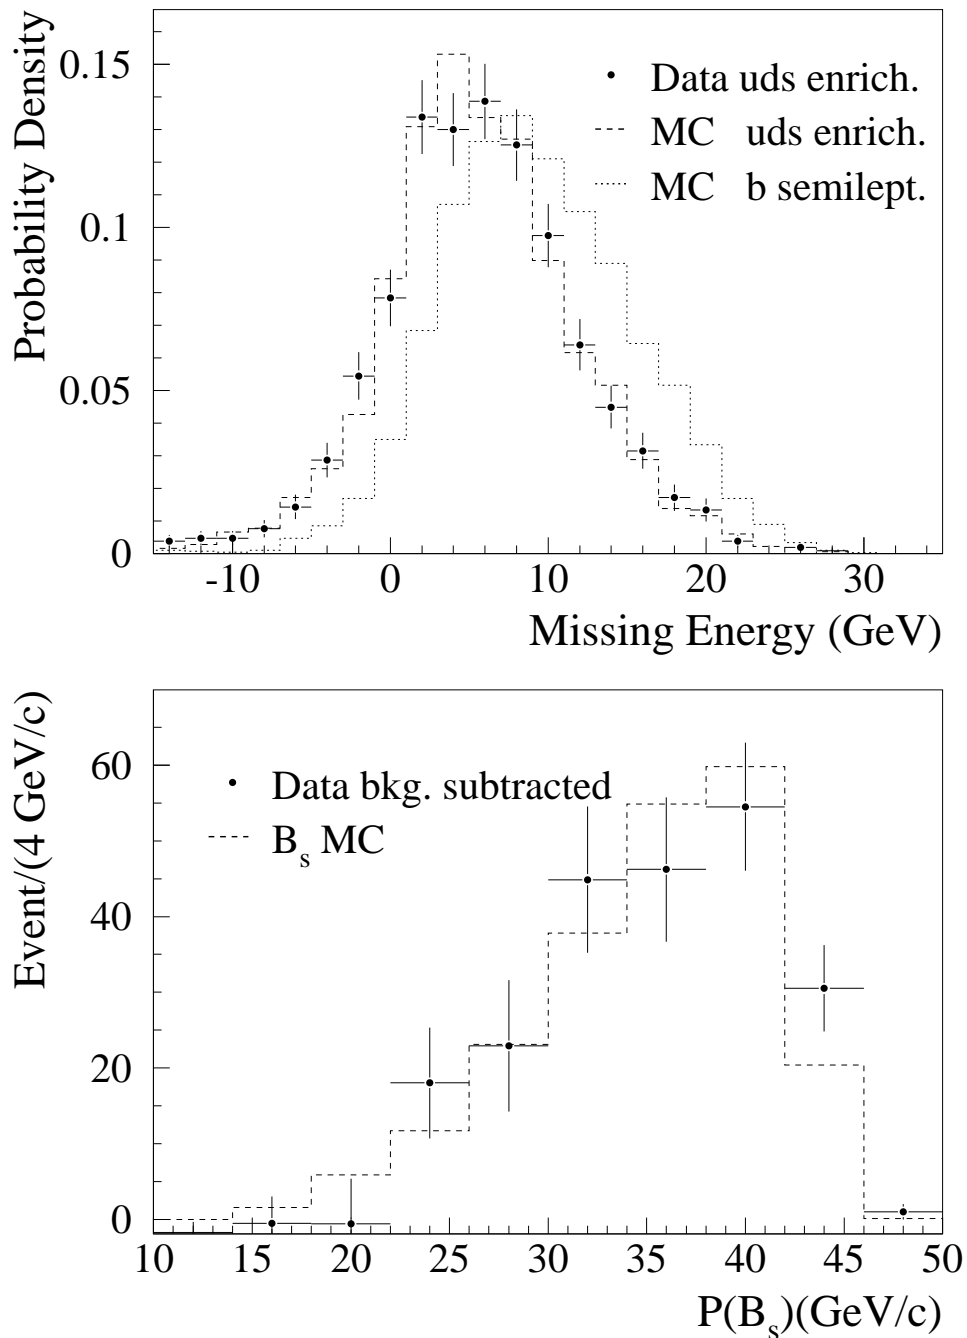 Probability Density
0.15
0.1
0.05
0
Data uds enrich.
MC uds enrich.
MC b semilept.
-10 0 10 20 30
Missing Energy (GeV)
Event/(4 GeV/c)
60
40
20
0
Data bkg. subtracted
B_s MC
10 15 20 25 30 35 40 45 50
P(B_s)(GeV/c)